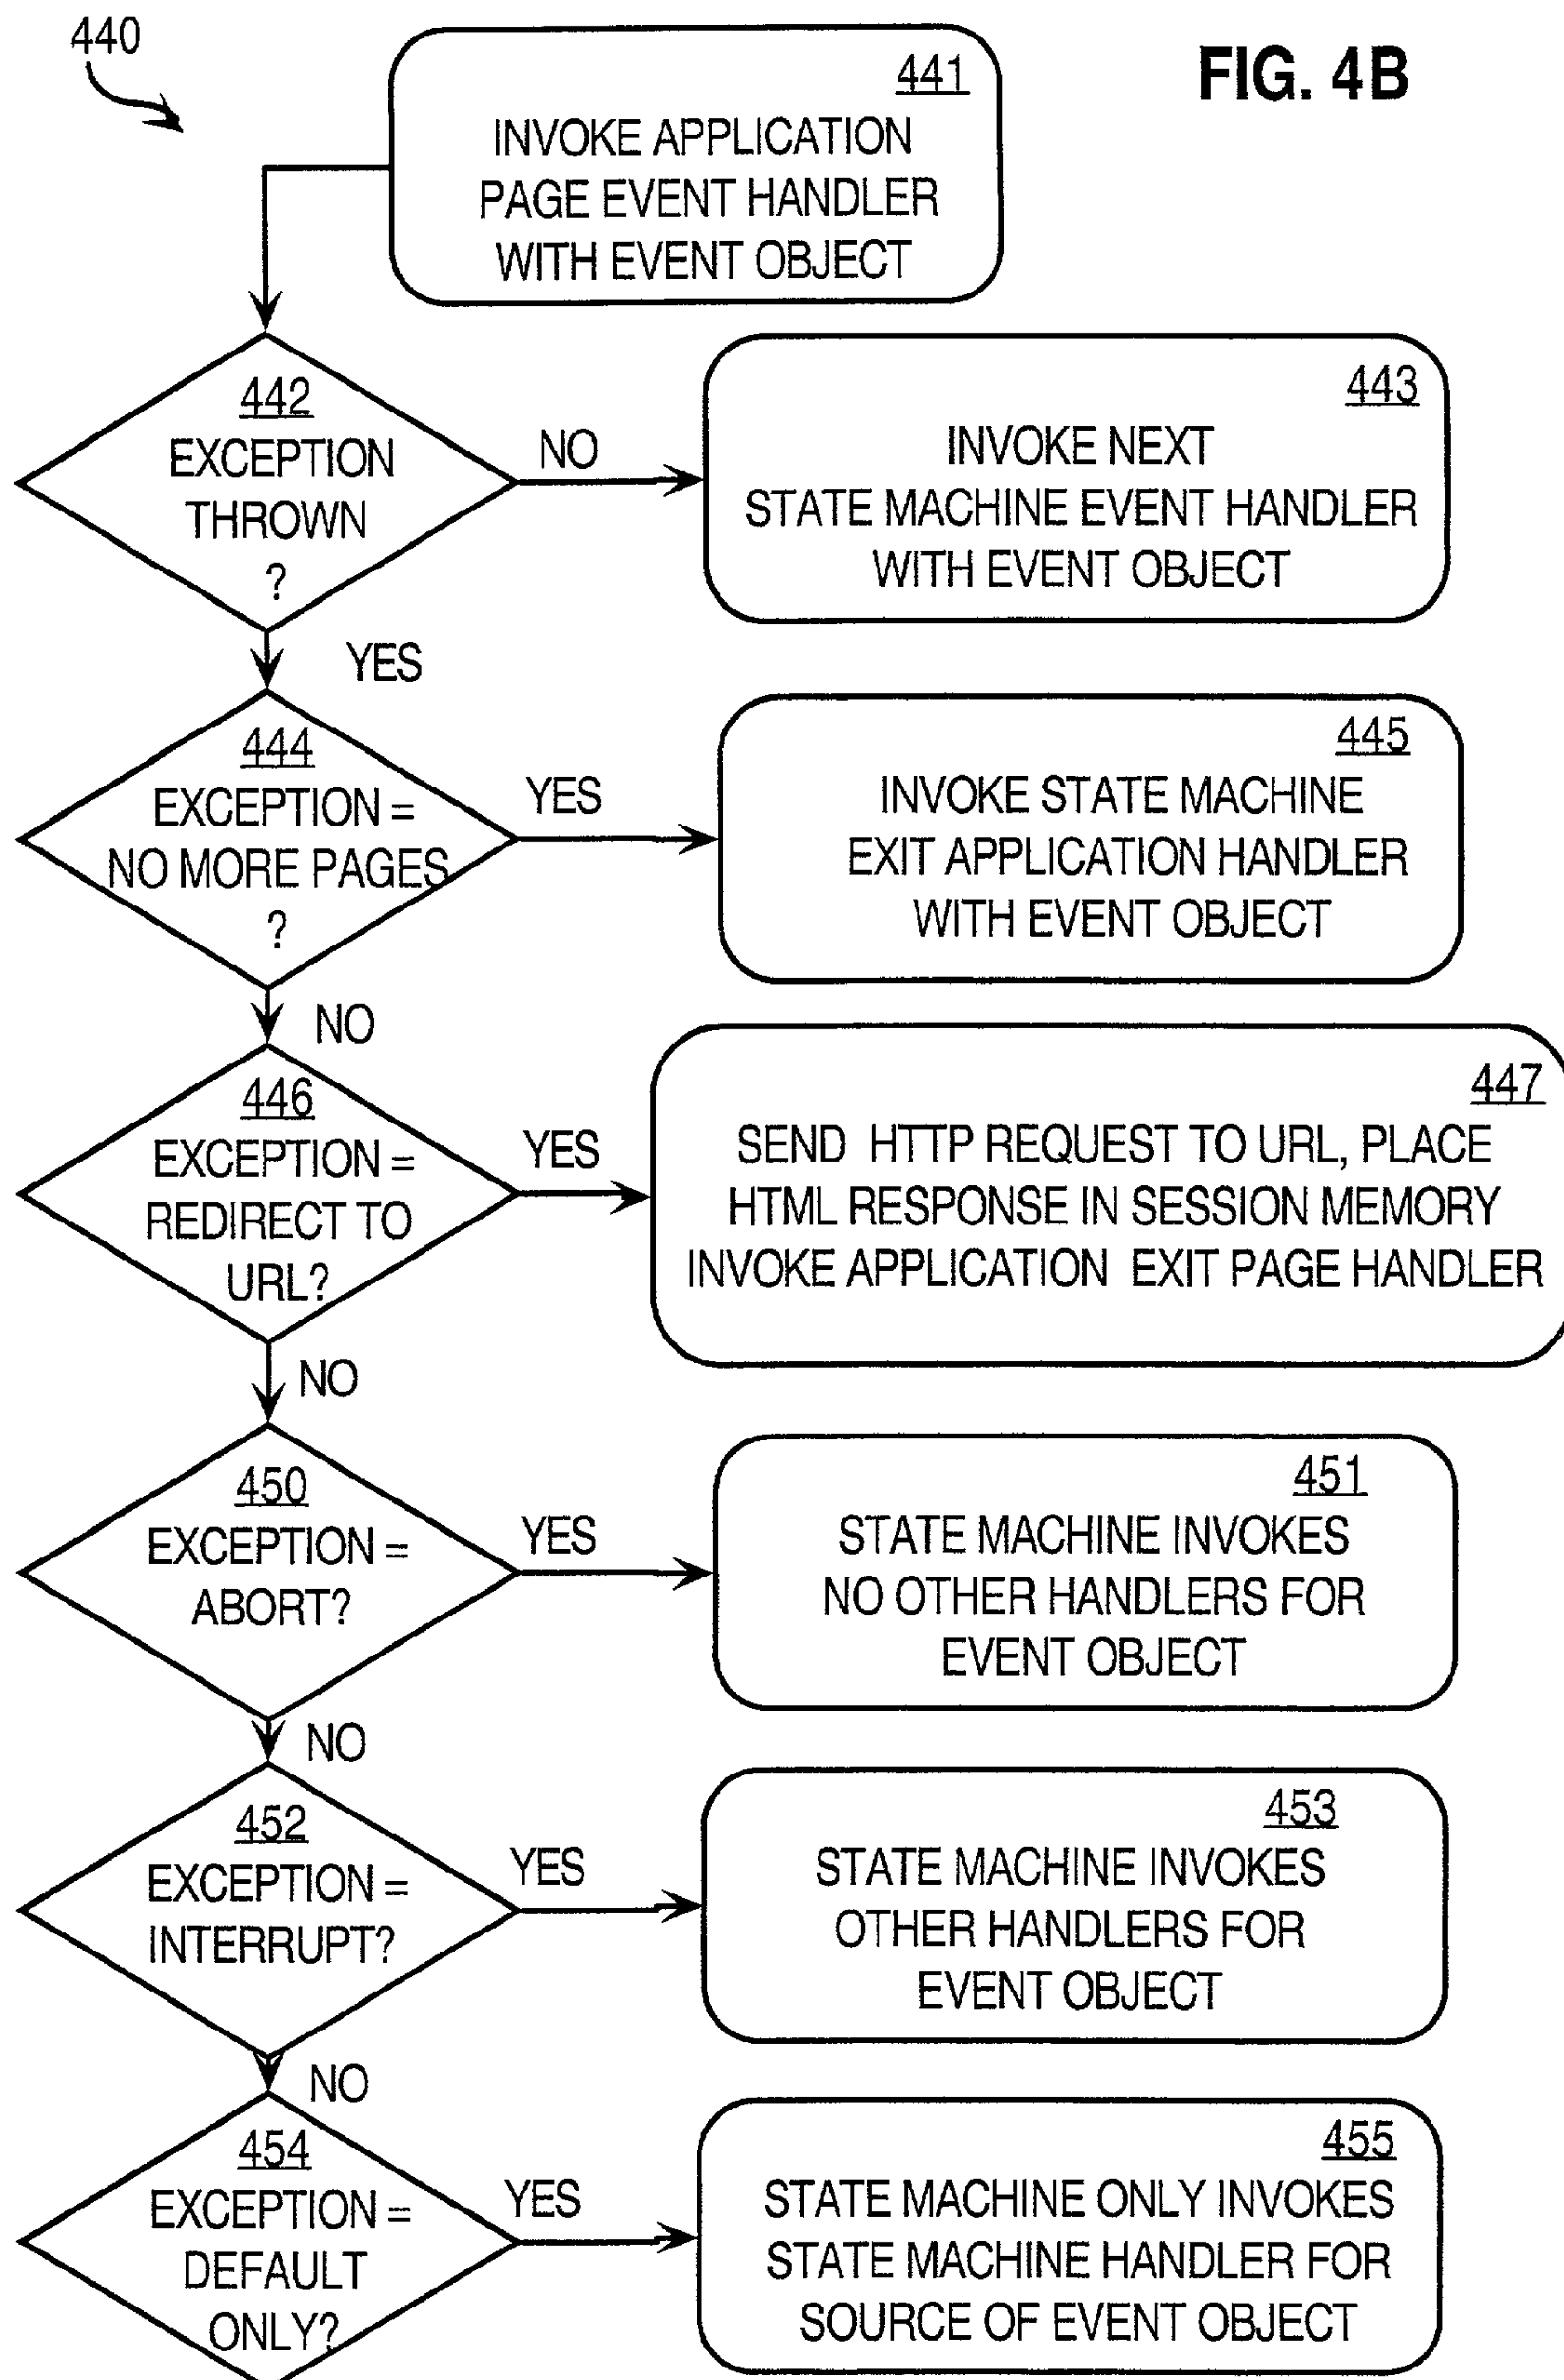 440
FIG. 4B
441
INVOKE APPLICATION
PAGE EVENT HANDLER
WITH EVENT OBJECT
442
EXCEPTION
THROWN
?
NO
443
INVOKE NEXT
STATE MACHINE EVENT HANDLER
WITH EVENT OBJECT
YES
444
EXCEPTION =
NO MORE PAGES
?
YES
445
INVOKE STATE MACHINE
EXIT APPLICATION HANDLER
WITH EVENT OBJECT
NO
446
EXCEPTION =
REDIRECT TO
URL?
YES
447
SEND HTTP REQUEST TO URL, PLACE
HTML RESPONSE IN SESSION MEMORY
INVOKE APPLICATION EXIT PAGE HANDLER
NO
450
EXCEPTION =
ABORT?
YES
451
STATE MACHINE INVOKES
NO OTHER HANDLERS FOR
EVENT OBJECT
NO
452
EXCEPTION =
INTERRUPT?
YES
453
STATE MACHINE INVOKES
OTHER HANDLERS FOR
EVENT OBJECT
NO
454
EXCEPTION =
DEFAULT
ONLY?
YES
455
STATE MACHINE ONLY INVOKES
STATE MACHINE HANDLER FOR
SOURCE OF EVENT OBJECT